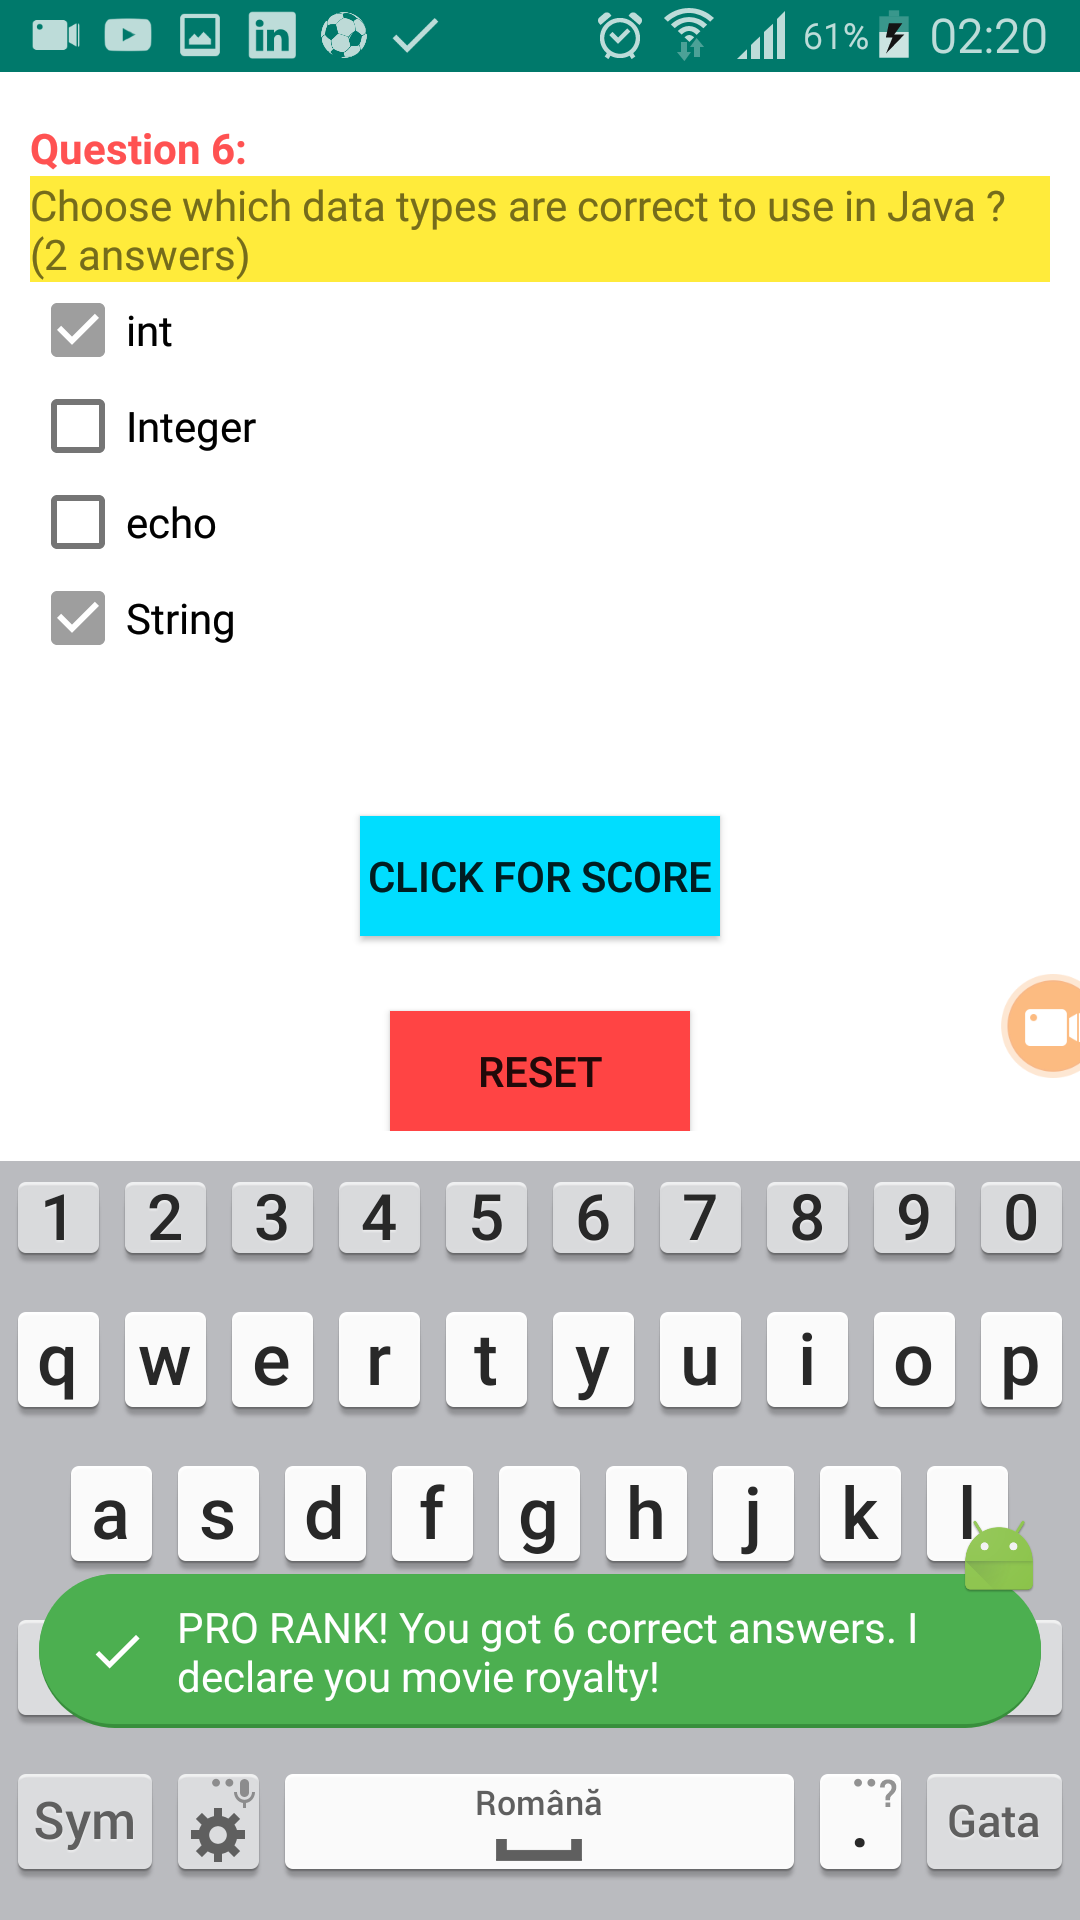 in
61%
02:20
Question 6:
Choose which data types are correct to use in Java ?
(2 answers)
int
Integer
echo
String
CLICK FOR SCORE
RESET
1 2 3 4 5 6 7 8 9 0
q w e r t y u i o p
a s d f g h j k l
PRO RANK! You got 6 correct answers. I
declare you movie royalty!
Sym
Română
?
.
Gata